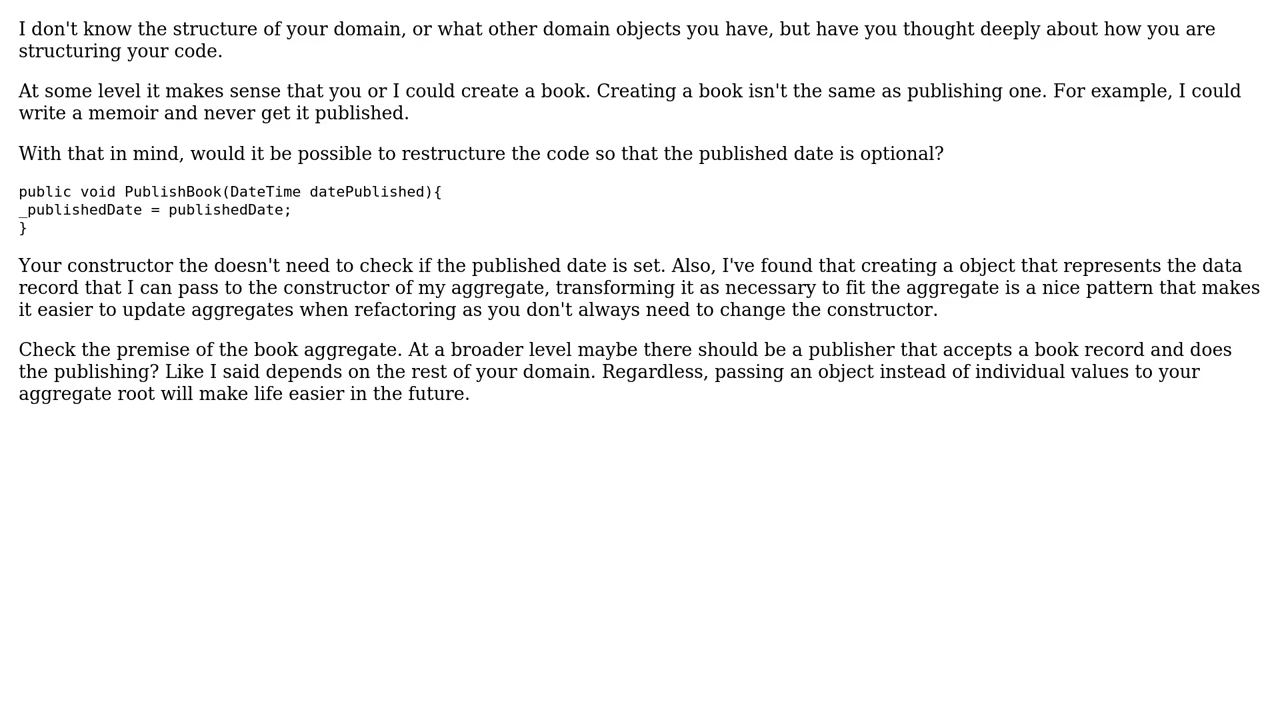 I don't know the structure of your domain, or what other domain objects you have, but have you thought deeply about how you are
structuring your code.
At some level it makes sense that you or I could create a book. Creating a book isn't the same as publishing one. For example, I could
write a memoir and never get it published.
With that in mind, would it be possible to restructure the code so that the published date is optional?
public void PublishBook(DateTime datePublished){
_publishedDate = publishedDate;
}
Your constructor the doesn't need to check if the published date is set. Also, I've found that creating a object that represents the data
record that I can pass to the constructor of my aggregate, transforming it as necessary to fit the aggregate is a nice pattern that makes
it easier to update aggregates when refactoring as you don't always need to change the constructor.
Check the premise of the book aggregate. At a broader level maybe there should be a publisher that accepts a book record and does
the publishing? Like I said depends on the rest of your domain. Regardless, passing an object instead of individual values to your
aggregate root will make life easier in the future.